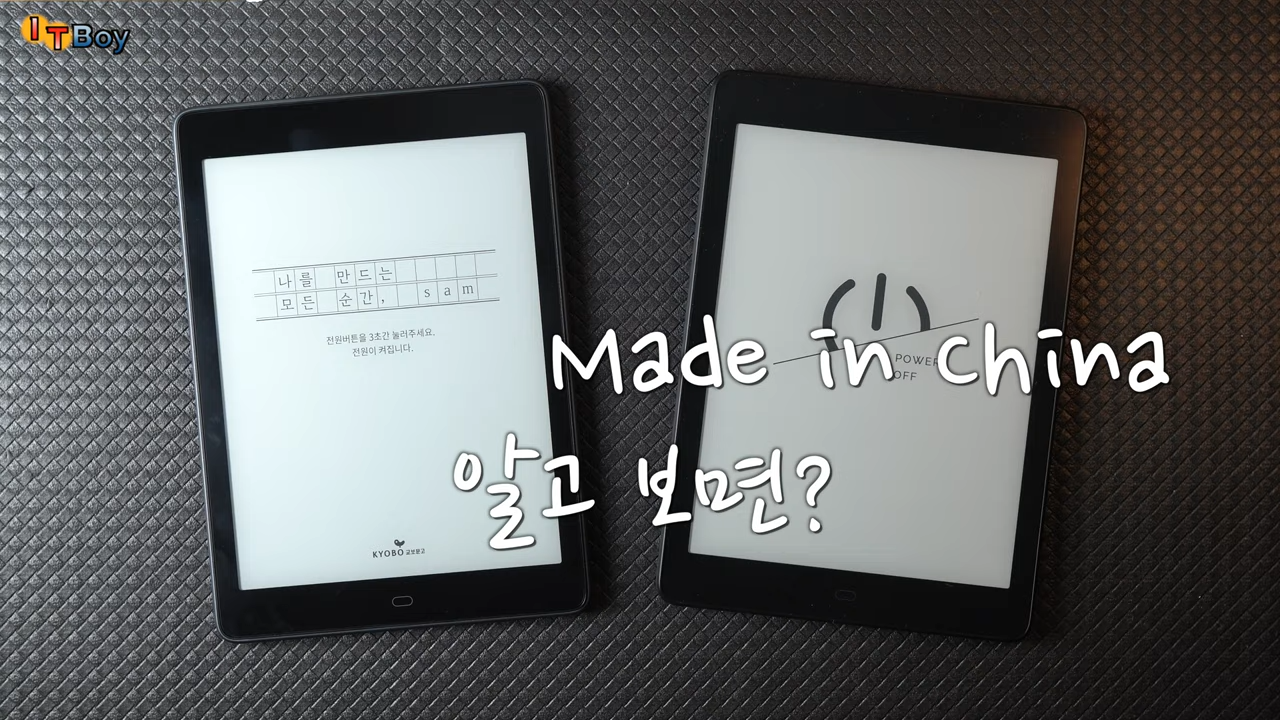 ITBoy
나를 만드는
모든 순간, sam
전원버튼을 3초간 눌러주세요.
전원이 켜집니다.
KYOBO 교보문고
POWER
OFF
Made in China
알고 보면?